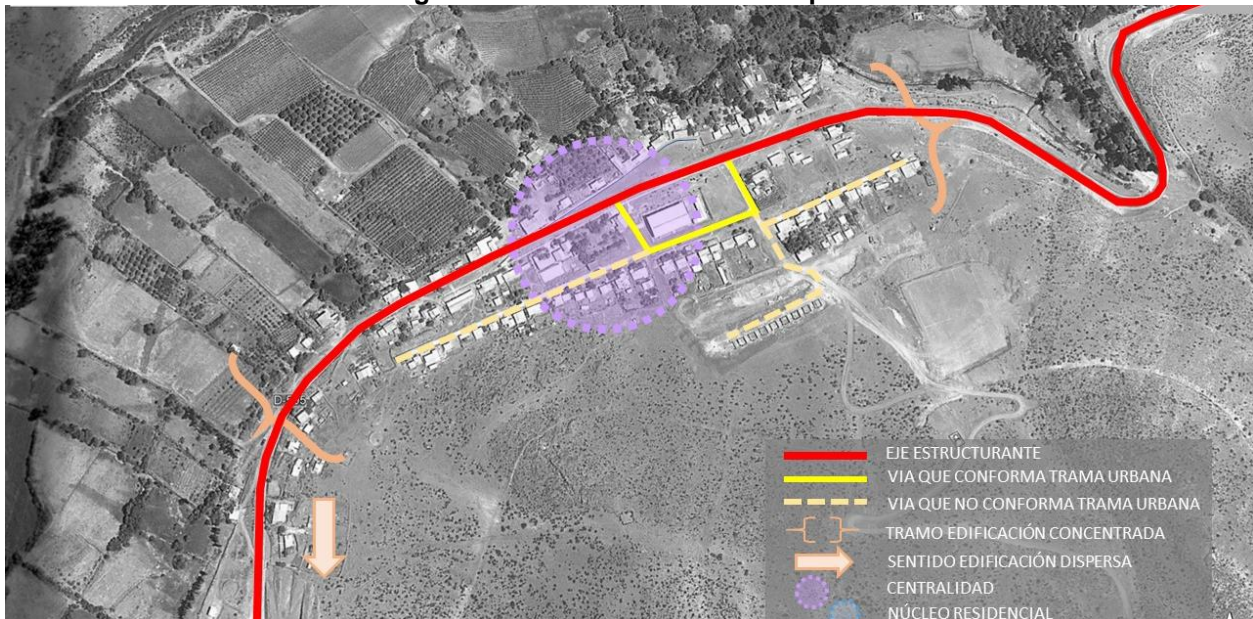 D-595
EJE ESTRUCTURANTE
VIA QUE CONFORMA TRAMA URBANA
VIA QUE NO CONFORMA TRAMA URBANA
TRAMO EDIFICACIÓN CONCENTRADA
SENTIDO EDIFICACIÓN DISPERSA
CENTRALIDAD
NÚCLEO RESIDENCIAL